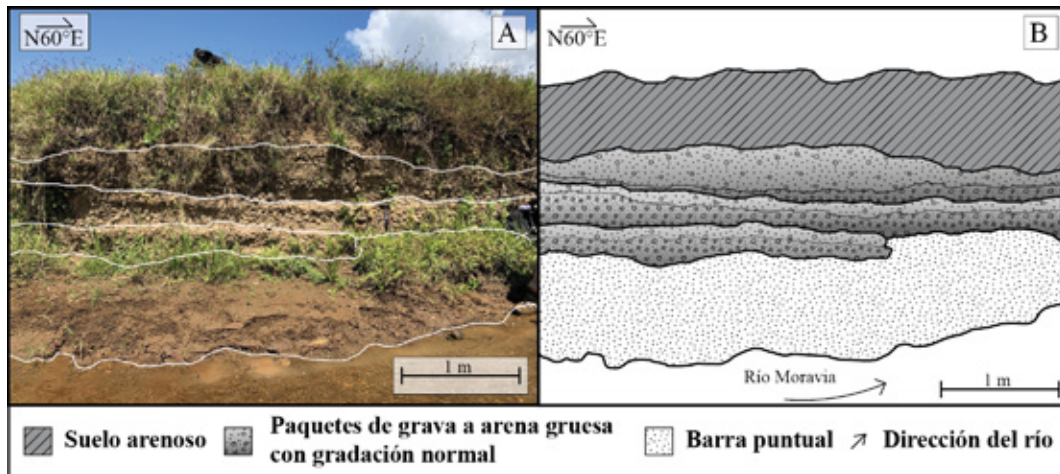 N60°E
A
1 m
N60°E
B
Río Moravia
1 m
Suelo arenoso
Paquetes de grava a arena gruesa
con gradación normal
Barra puntual
Dirección del río